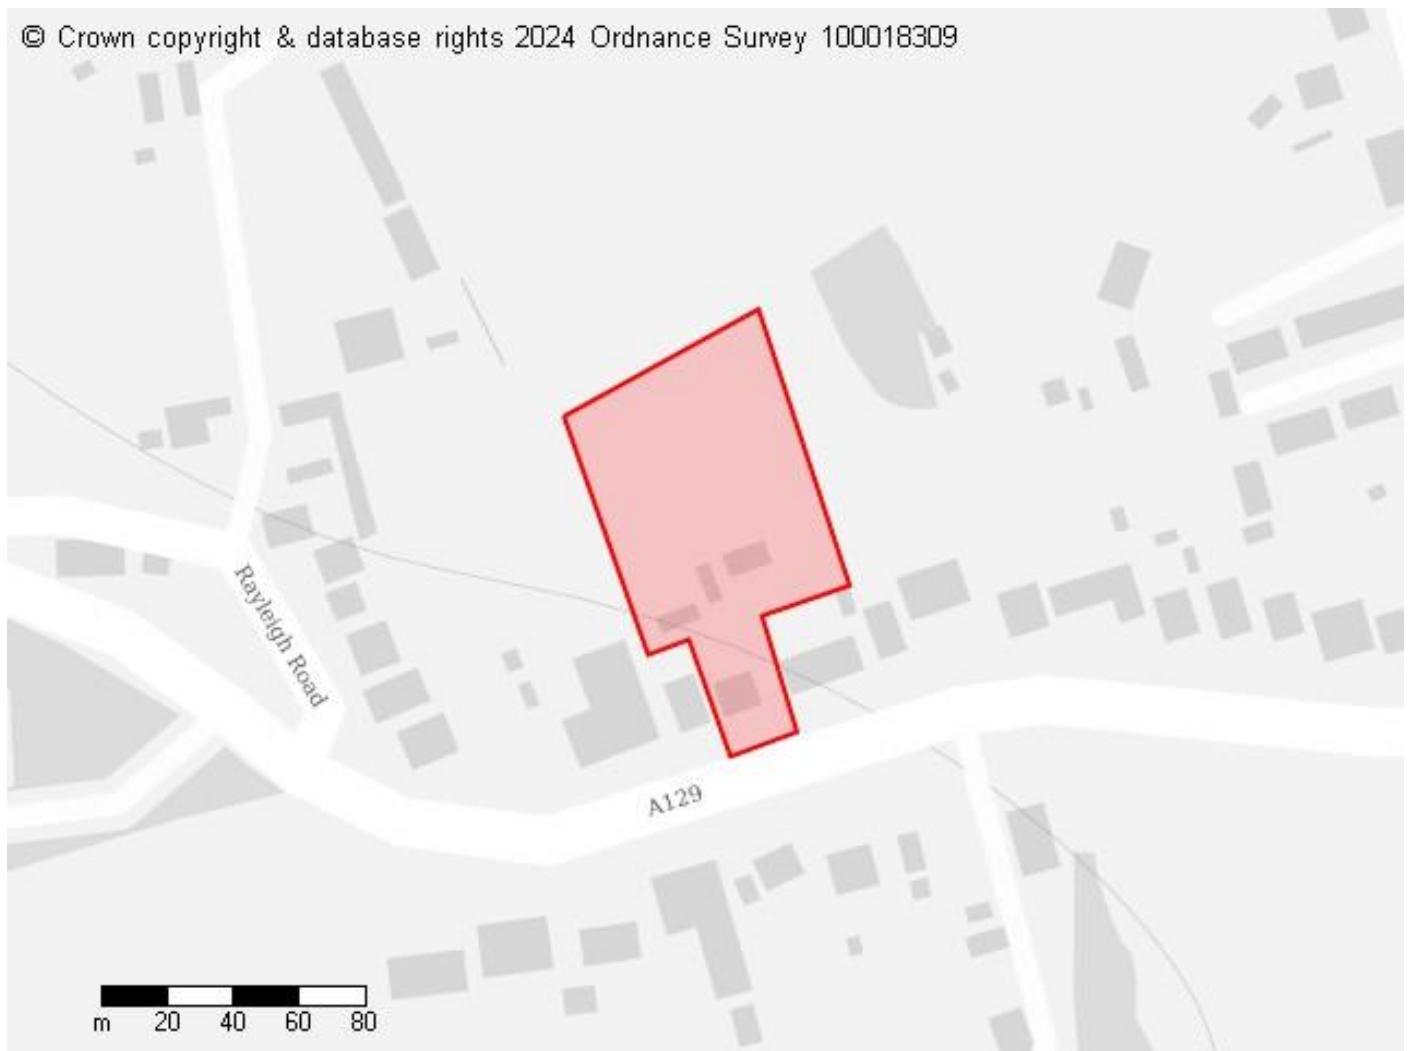 © Crown copyright & database rights 2024 Ordnance Survey 100018309
Rayleigh Road
A129
m 20 40 60 80